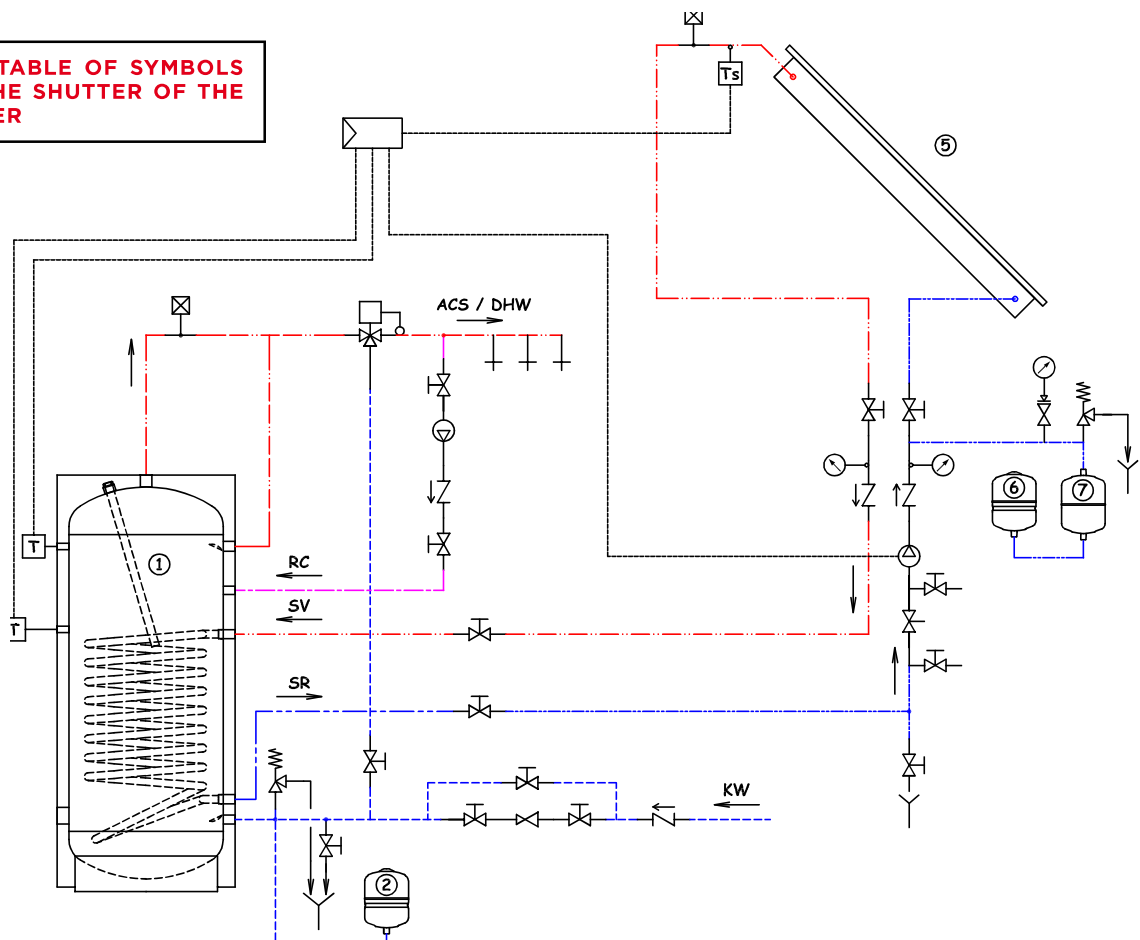 TABLE OF SYMBOLS
HE SHUTTER OF THE
ER
Ts
5
ACS / DHW
6
7
T
1
RC
SV
T
SR
KW
2